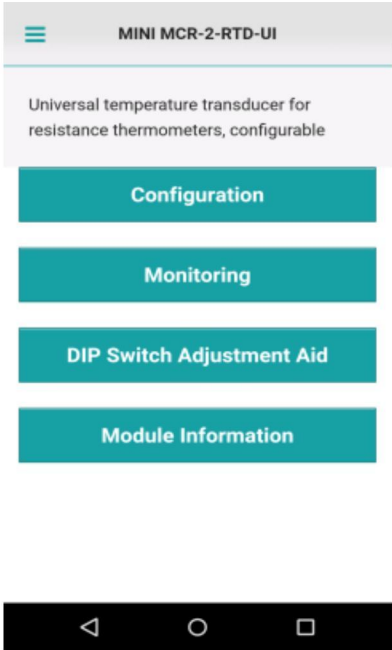 MINI MCR-2-RTD-UI
Universal temperature transducer for
resistance thermometers, configurable
Configuration
Monitoring
DIP Switch Adjustment Aid
Module Information